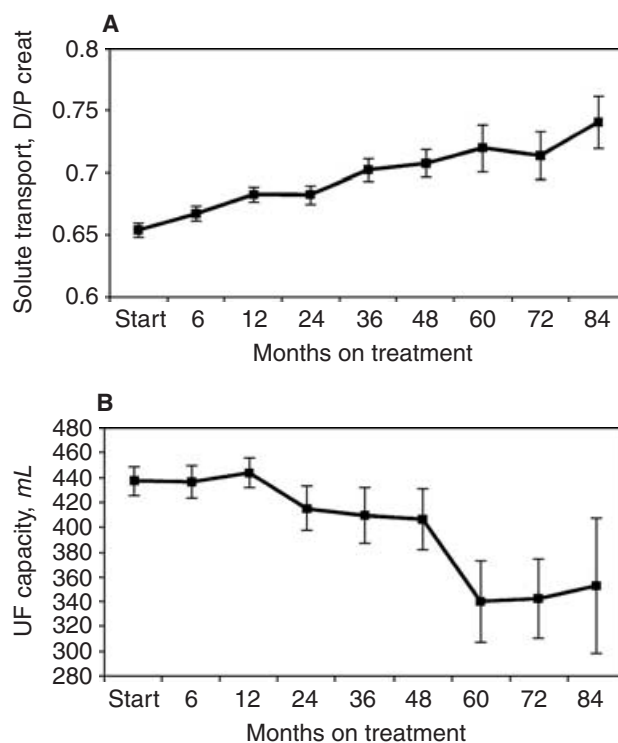 A
Solute transport, D/P creat
0.8
0.75
0.7
0.65
0.6
Start 6 12 24 36 48 60 72 84
Months on treatment
B
UF capacity, mL
480
460
440
420
400
380
360
340
320
300
280
Start 6 12 24 36 48 60 72 84
Months on treatment